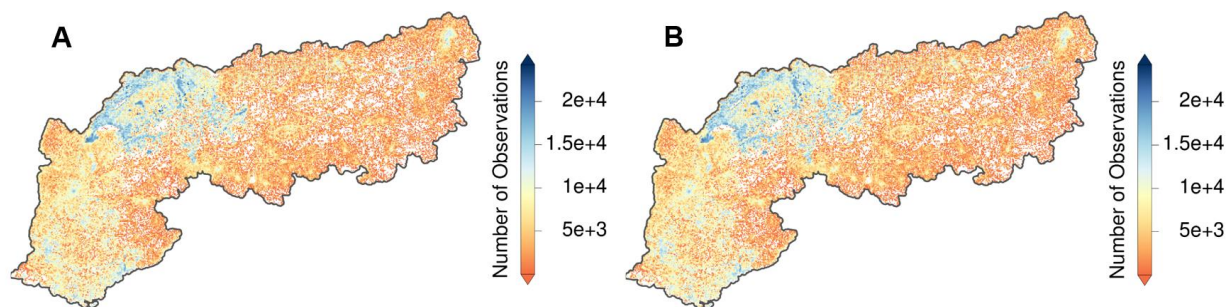 A
Number of Observations
2e+4
1.5e+4
1e+4
5e+3
B
Number of Observations
2e+4
1.5e+4
1e+4
5e+3